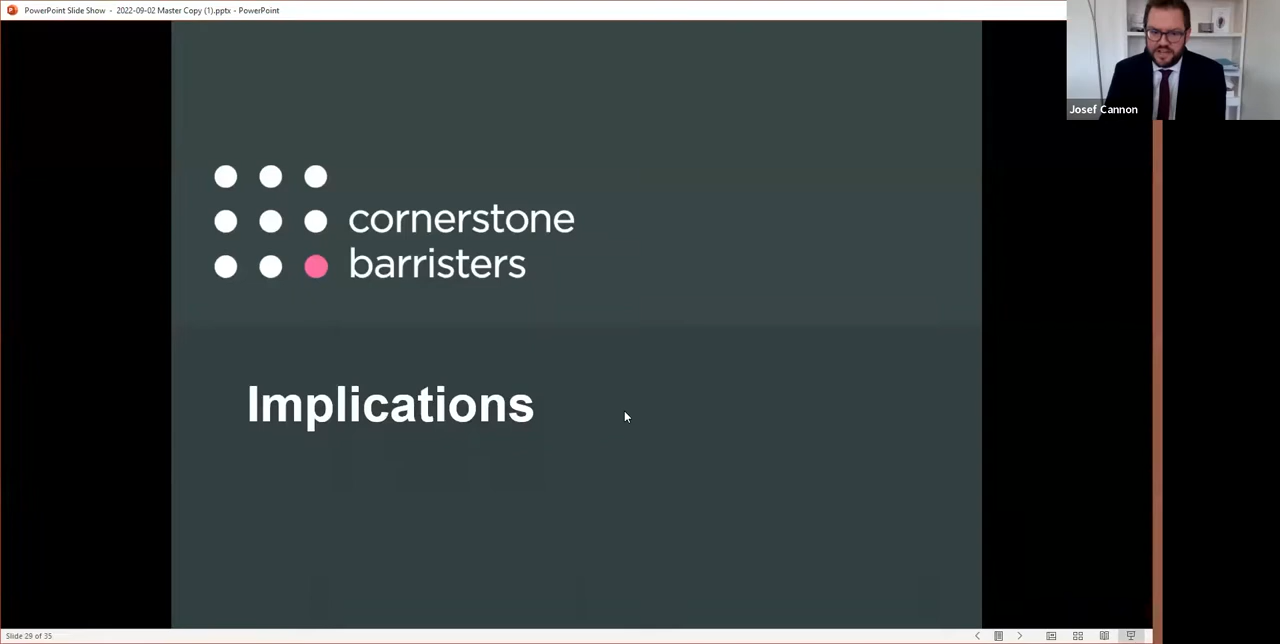 PowerPoint Slide Show - 2022-09-02 Master Copy (1).pptx - PowerPoint
Josef Cannon
cornerstone
barristers
Implications
Slide 29 of 35